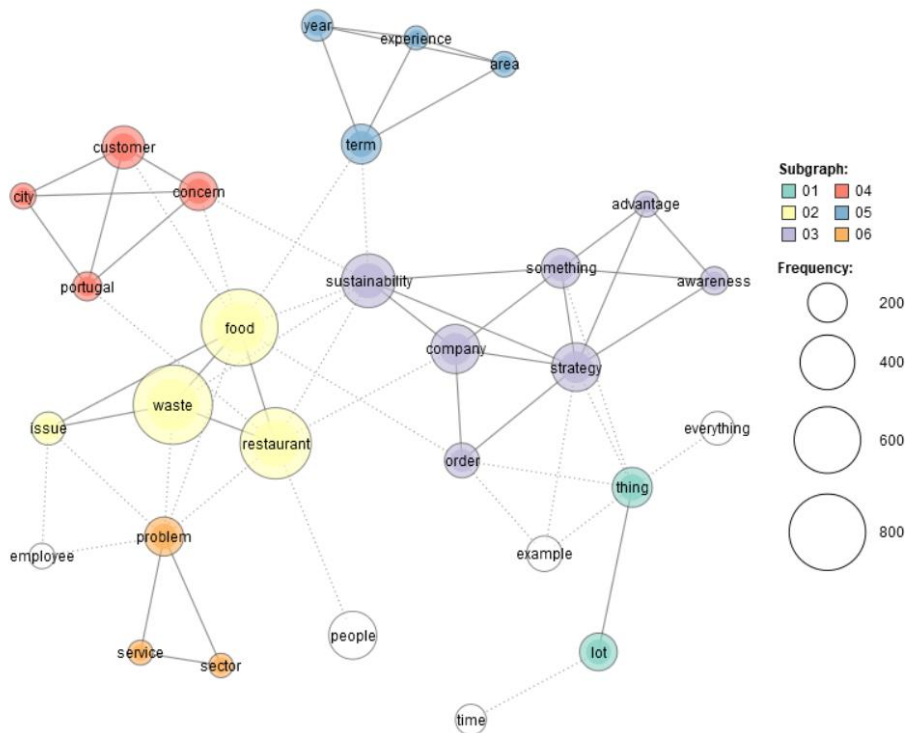 year
experience
area
term
customer
city
concern
portugal
advantage
something
awareness
sustainability
food
company
strategy
waste
issue
restaurant
everything
order
thing
problem
employee
example
people
service
sector
lot
time
Subgraph:
01 04
02 05
03 06
Frequency:
200
400
600
800